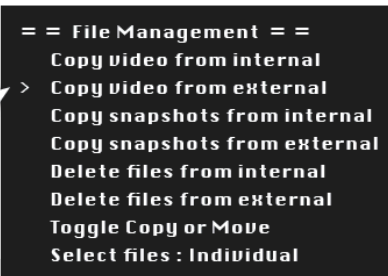 = = File Management = =
Copy video from internal
> Copy video from external
Copy snapshots from internal
Copy snapshots from external
Delete files from internal
Delete files from external
Toggle Copy or Move
Select files : Individual